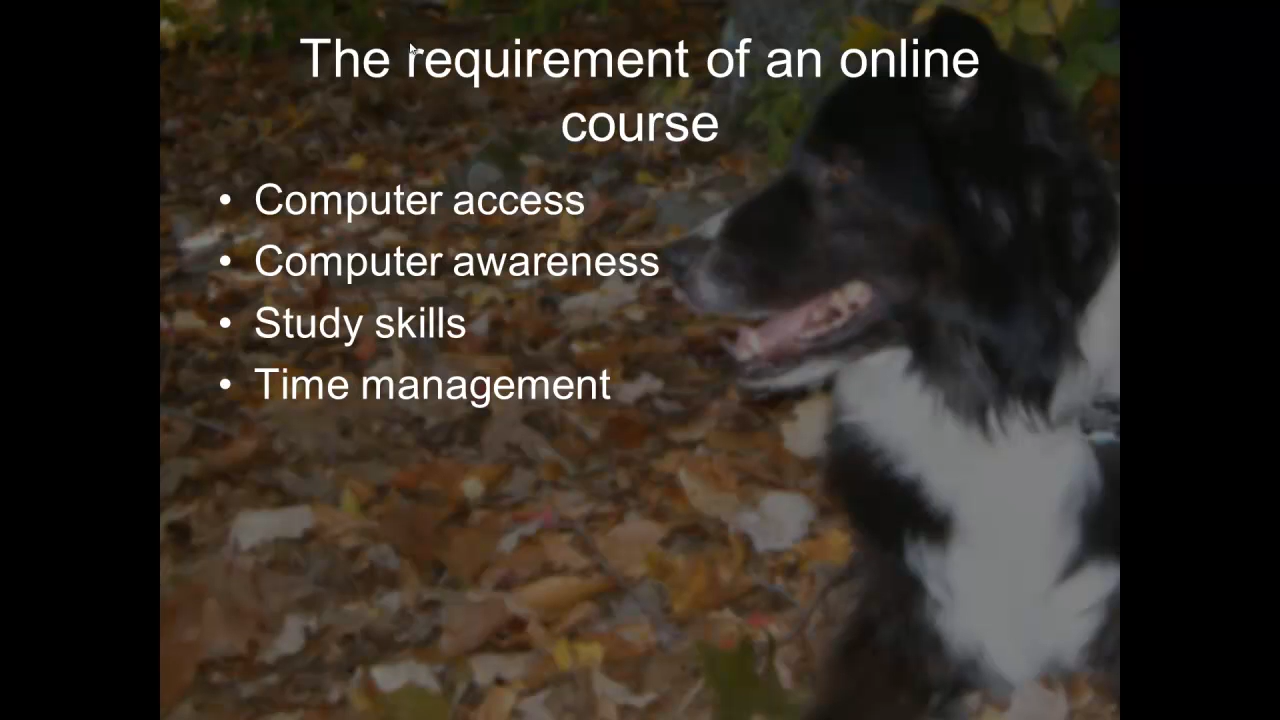 The requirement of an online
course
• Computer access
• Computer awareness
• Study skills
• Time management